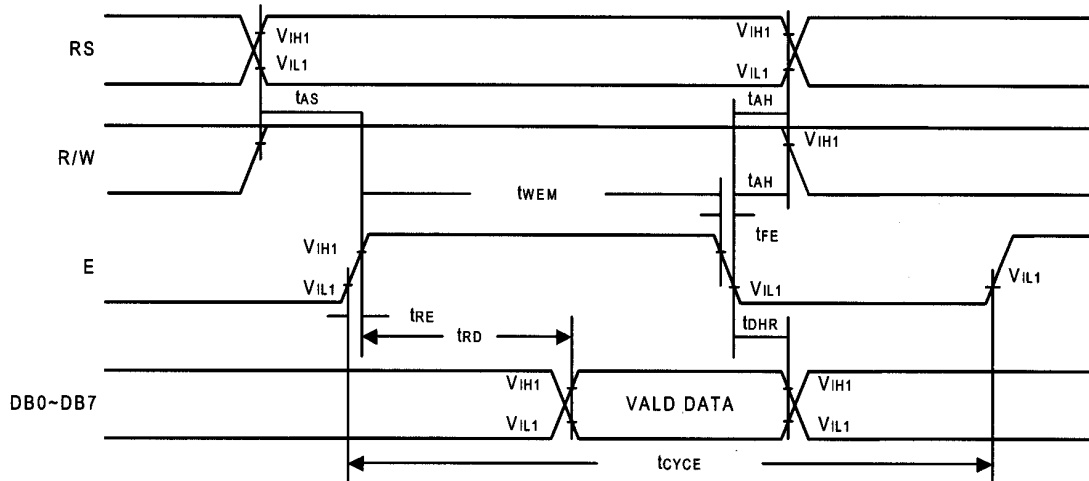 RS
VIH1
VIL1
VIH1
VIL1
tAS
tAH
R/W
VIH1
tWEM
tAH
tFE
E
VIH1
VIL1
VIL1
VIL1
tRE
tRD
tDHR
DB0~DB7
VIH1
VIL1
VALD DATA
VIH1
VIL1
tCYCE